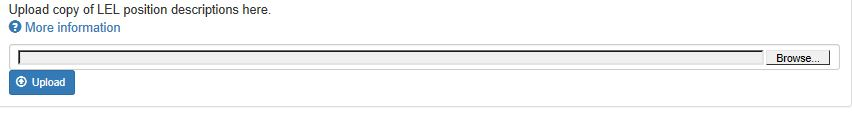 Upload copy of LEL position descriptions here.
More information
Browse...
Upload